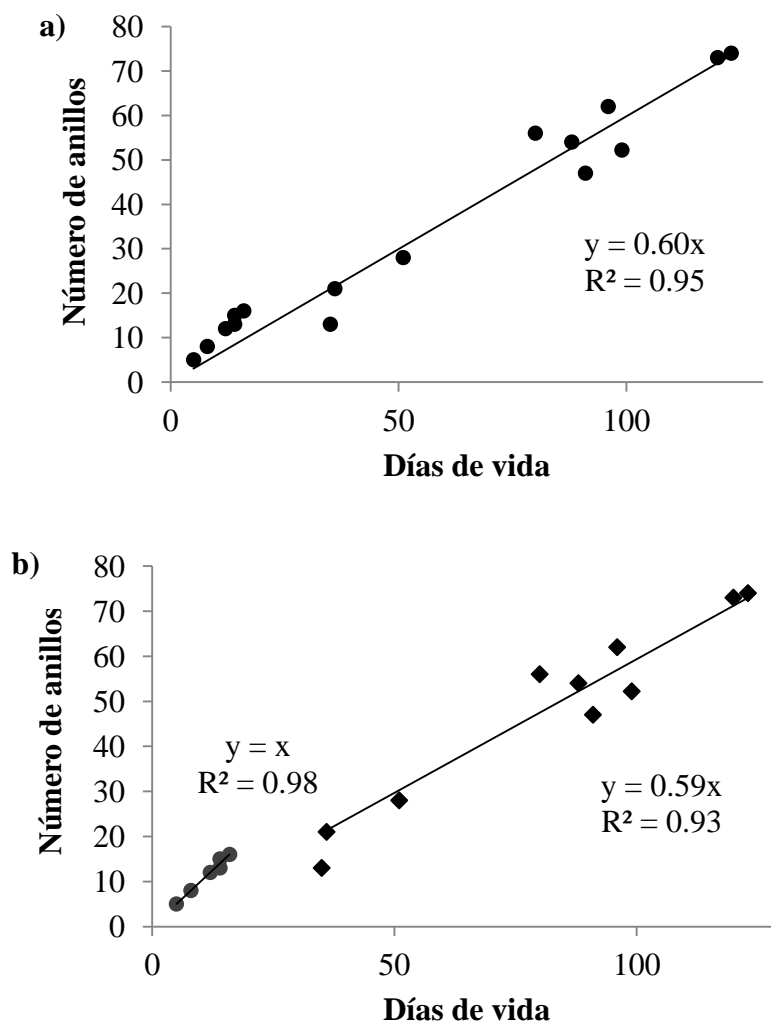 a)
80
70
60
50
40
30
20
10
0
Número de anillos
y = 0.60x
R² = 0.95
0 50 100
Días de vida
b)
80
70
60
50
40
30
20
10
0
Número de anillos
y = x
R² = 0.98
y = 0.59x
R² = 0.93
0 50 100
Días de vida